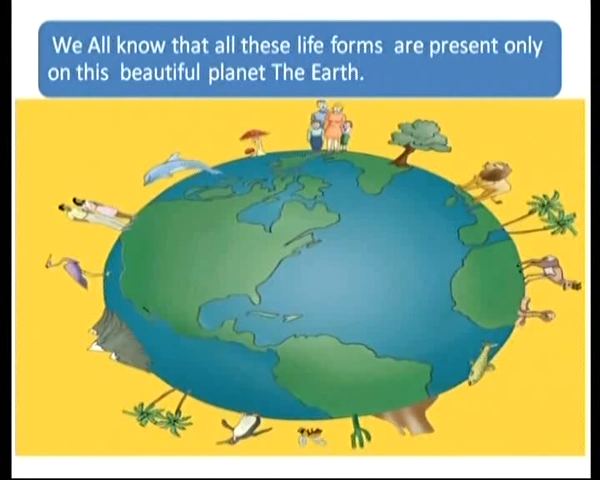 We All know that all these life forms are present only
on this beautiful planet The Earth.